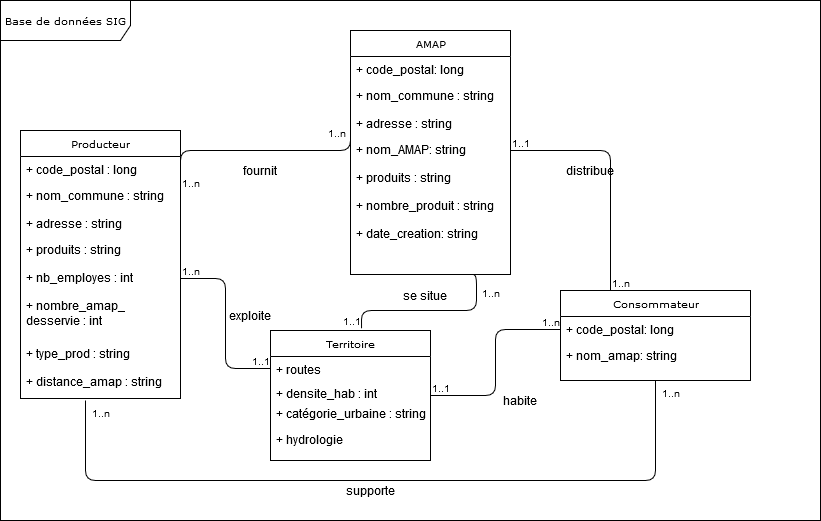 Base de données SIG
AMAP
+ code_postal: long
+ nom_commune : string
+ adresse : string
+ nom_AMAP: string
+ produits : string
+ nombre_produit : string
+ date_creation: string
Producteur
+ code_postal : long
+ nom_commune : string
+ adresse : string
+ produits : string
+ nb_employes : int
+ nombre_amap_
desservie : int
+ type_prod : string
+ distance_amap : string
1..n
fournit
1..n
1..1
distribue
1..n
1..n
exploite
1..1
se situe
1..n
1..1
Territoire
+ routes
+ densite_hab : int
+ catégorie_urbaine : string
+ hydrologie
Consommateur
+ code_postal: long
+ nom_amap: string
1..n
1..1
habite
1..n
1..n
supporte